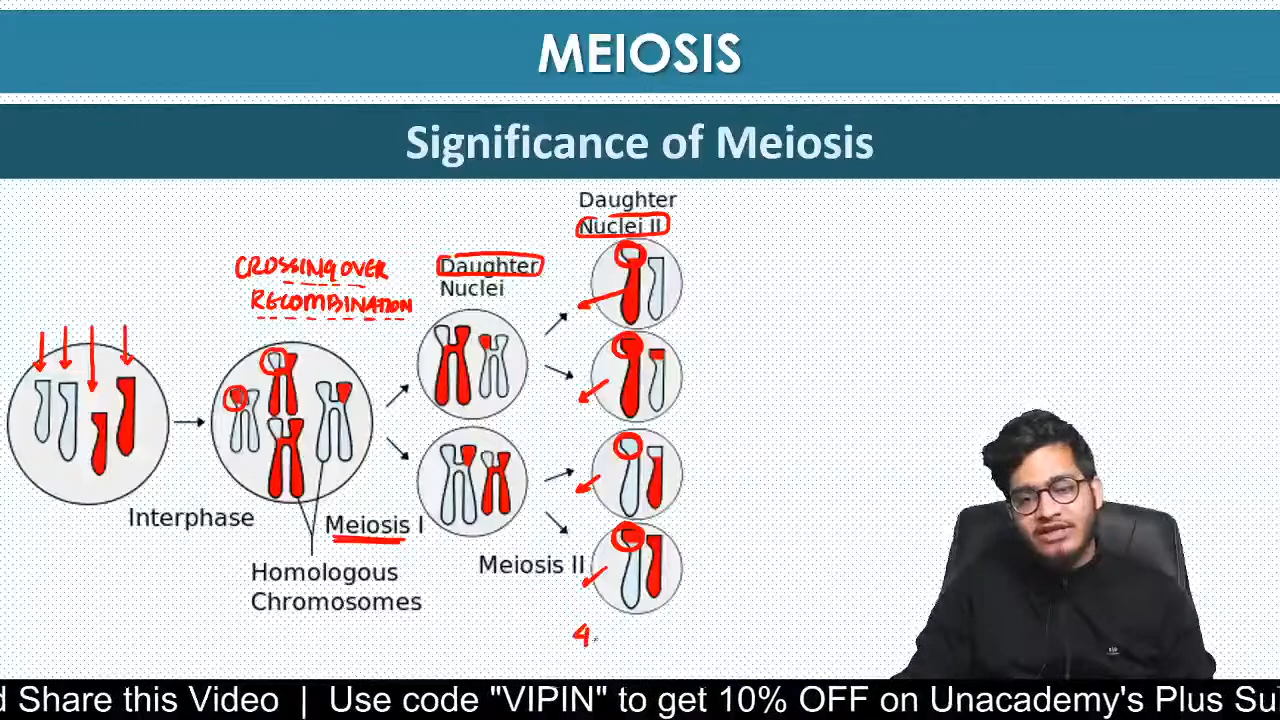 MEIOSIS
Significance of Meiosis
Daughter
Nuclei II
CROSSING OVER
RECOMBINATION
Daughter
Nuclei
Interphase
Meiosis I
Homologous
Chromosomes
Meiosis II
4
d Share this Video | Use code "VIPIN" to get 10% OFF on Unacademy's Plus Su